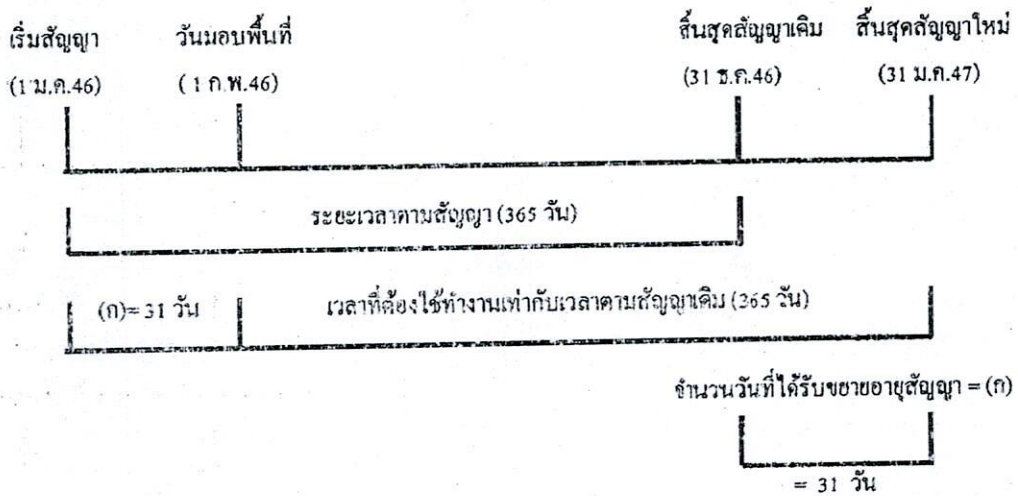 เริ่มสัญญา วันมอบพื้นที่ สิ้นสุดสัญญาเดิม สิ้นสุดสัญญาใหม่
(1 ม.ค.46) (1 ก.พ.46) (31 ธ.ค.46) (31 ม.ค.47)
ระยะเวลาตามสัญญา (365 วัน)
(ก)= 31 วัน เวลาที่ต้องใช้ทำงานเท่ากับเวลาตามสัญญาเดิม (365 วัน)
จำนวนวันที่ได้รับขยายอายุสัญญา = (ก)
= 31 วัน